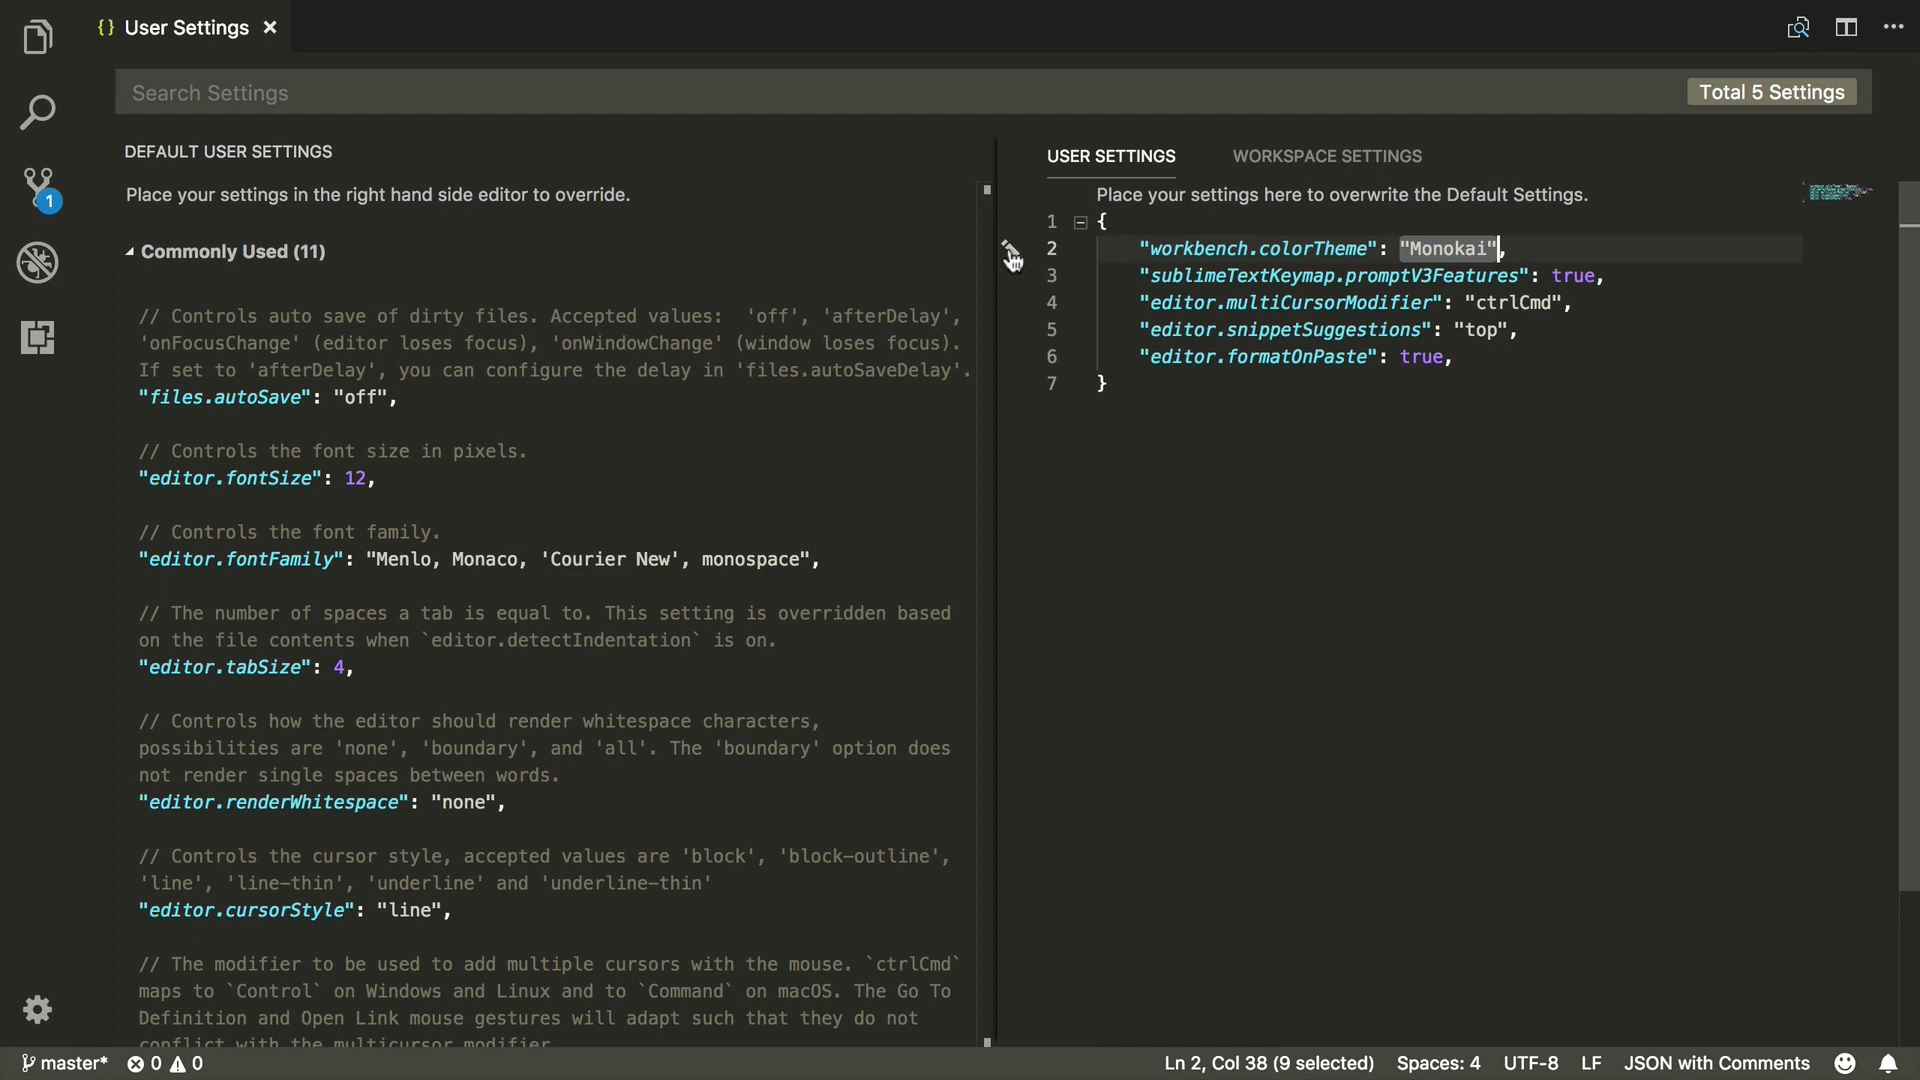 {} User Settings ×
Search Settings
Total 5 Settings
DEFAULT USER SETTINGS
Place your settings in the right hand side editor to override.
Commonly Used (11)
// Controls auto save of dirty files. Accepted values:  'off', 'afterDelay',
'onFocusChange' (editor loses focus), 'onWindowChange' (window loses focus).
If set to 'afterDelay', you can configure the delay in 'files.autoSaveDelay'.
"files.autoSave": "off",
// Controls the font size in pixels.
"editor.fontSize": 12,
// Controls the font family.
"editor.fontFamily": "Menlo, Monaco, 'Courier New', monospace",
// The number of spaces a tab is equal to. This setting is overridden based
on the file contents when `editor.detectIndentation` is on.
"editor.tabSize": 4,
// Controls how the editor should render whitespace characters,
possibilities are 'none', 'boundary', and 'all'. The 'boundary' option does
not render single spaces between words.
"editor.renderWhitespace": "none",
// Controls the cursor style, accepted values are 'block', 'block-outline',
'line', 'line-thin', 'underline' and 'underline-thin'
"editor.cursorStyle": "line",
// The modifier to be used to add multiple cursors with the mouse. `ctrlCmd`
maps to `Control` on Windows and Linux and to `Command` on macOS. The Go To
Definition and Open Link mouse gestures will adapt such that they do not
conflict with the multicursor modifier
USER SETTINGS
WORKSPACE SETTINGS
Place your settings here to overwrite the Default Settings.
1 {
2 "workbench.colorTheme": "Monokai",
3 "sublimeTextKeymap.promptV3Features": true,
4 "editor.multiCursorModifier": "ctrlCmd",
5 "editor.snippetSuggestions": "top",
6 "editor.formatOnPaste": true,
7 }
1
master* 0 0
Ln 2, Col 38 (9 selected) Spaces: 4 UTF-8 LF JSON with Comments